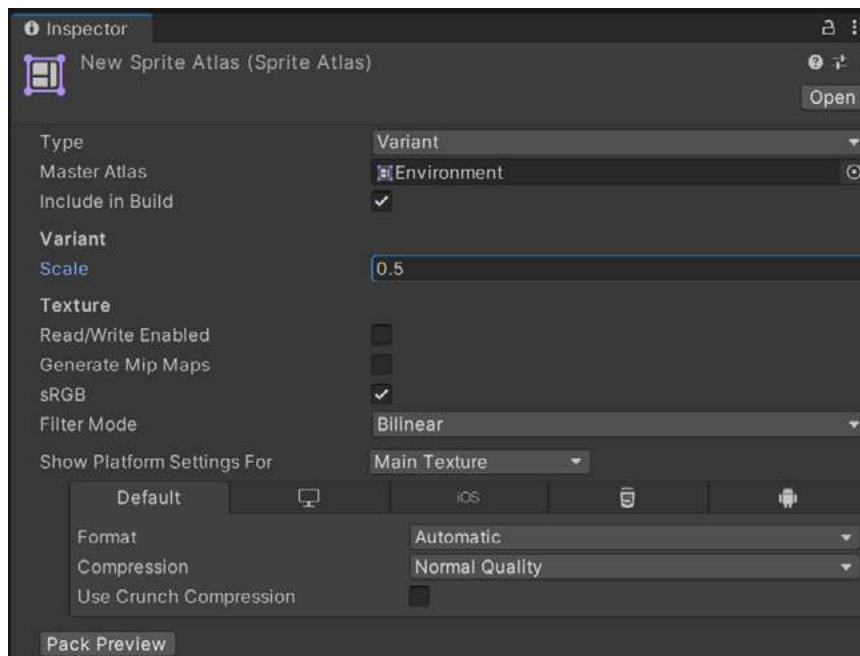 Inspector
New Sprite Atlas (Sprite Atlas)
Open
Type Variant
Master Atlas Environment
Include in Build
Variant
Scale 0.5
Texture
Read/Write Enabled
Generate Mip Maps
sRGB
Filter Mode Bilinear
Show Platform Settings For Main Texture
Default iOS
Format Automatic
Compression Normal Quality
Use Crunch Compression
Pack Preview